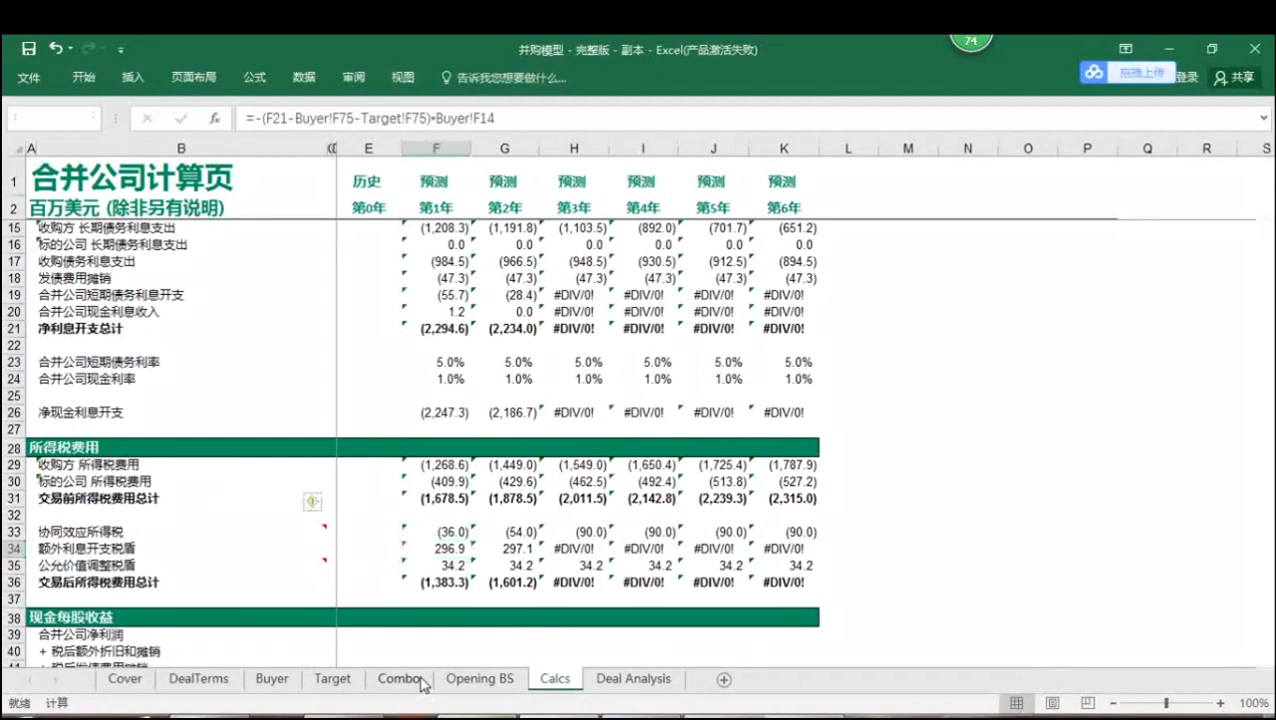 74
并购模型 - 完整版 - 副本 - Excel(产品激活失败)
文件 开始 插入 页面布局 公式 数据 审阅 视图 告诉我您想要做什么... 拖拽上传 登录 共享
fx =-(F21-Buyer!F75-Target!F75)*Buyer!F14
A B E F G H I J K L M N O P Q R S
1 合并公司计算页 历史 预测 预测 预测 预测 预测 预测
2 百万美元 (除非另有说明) 第0年 第1年 第2年 第3年 第4年 第5年 第6年
15 收购方 长期债务利息支出 (1,208.3) (1,191.8) (1,103.5) (892.0) (701.7) (651.2)
16 标的公司 长期债务利息支出 0.0 0.0 0.0 0.0 0.0 0.0
17 收购债务利息支出 (984.5) (966.5) (948.5) (930.5) (912.5) (894.5)
18 发债费用摊销 (47.3) (47.3) (47.3) (47.3) (47.3) (47.3)
19 合并公司短期债务利息开支 (55.7) (28.4) #DIV/0! #DIV/0! #DIV/0! #DIV/0!
20 合并公司现金利息收入 1.2 0.0 #DIV/0! #DIV/0! #DIV/0! #DIV/0!
21 净利息开支总计 (2,294.6) (2,234.0) #DIV/0! #DIV/0! #DIV/0! #DIV/0!
22
23 合并公司短期债务利率 5.0% 5.0% 5.0% 5.0% 5.0% 5.0%
24 合并公司现金利率 1.0% 1.0% 1.0% 1.0% 1.0% 1.0%
25
26 净现金利息开支 (2,247.3) (2,186.7) #DIV/0! #DIV/0! #DIV/0! #DIV/0!
27
28 所得税费用
29 收购方 所得税费用 (1,268.6) (1,449.0) (1,549.0) (1,650.4) (1,725.4) (1,787.9)
30 标的公司 所得税费用 (409.9) (429.6) (462.5) (492.4) (513.8) (527.2)
31 交易前所得税费用总计 (1,678.5) (1,878.5) (2,011.5) (2,142.8) (2,239.3) (2,315.0)
32
33 协同效应所得税 (36.0) (54.0) (90.0) (90.0) (90.0) (90.0)
34 额外利息开支税盾 296.9 297.1 #DIV/0! #DIV/0! #DIV/0! #DIV/0!
35 公允价值调整税盾 34.2 34.2 34.2 34.2 34.2 34.2
36 交易后所得税费用总计 (1,383.3) (1,601.2) #DIV/0! #DIV/0! #DIV/0! #DIV/0!
37
38 现金每股收益
39 合并公司净利润
40 + 税后额外折旧和摊销
+ 税后发债费用摊销
Cover DealTerms Buyer Target Combo Opening BS Calcs Deal Analysis
就绪 计算 100%